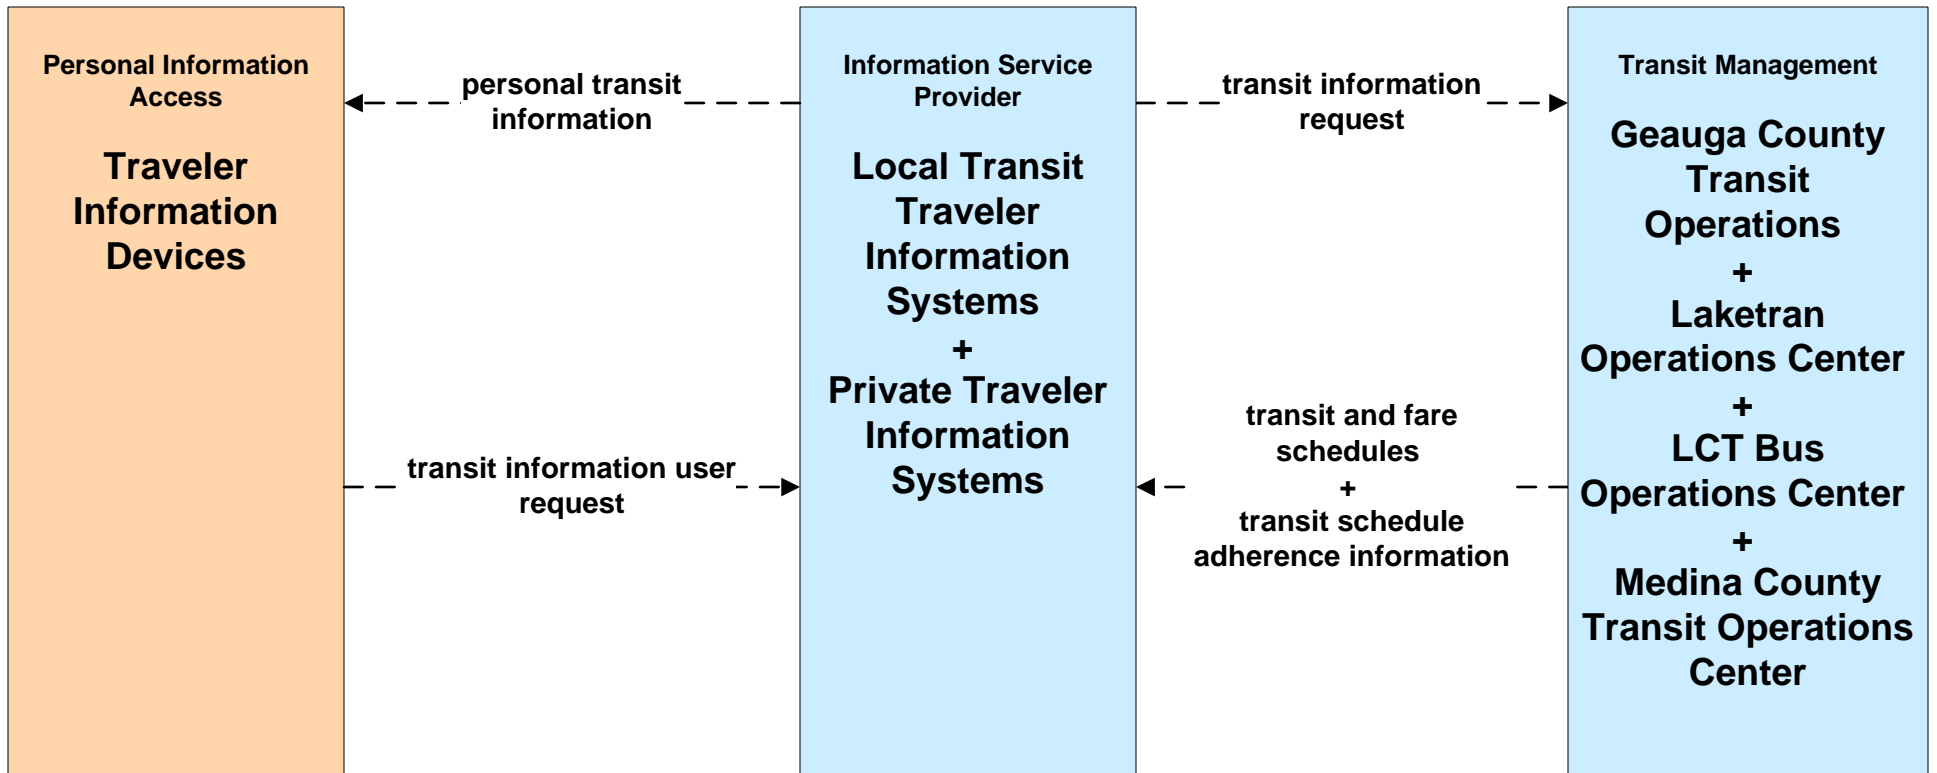 Personal Information
Access
Traveler
Information
Devices
personal transit
information
transit information user
request
Information Service
Provider
Local Transit
Traveler
Information
Systems
+
Private Traveler
Information
Systems
transit information
request
transit and fare
schedules
+
transit schedule
adherence information
Transit Management
Geauga County
Transit
Operations
+
Laketran
Operations Center
+
LCT Bus
Operations Center
+
Medina County
Transit Operations
Center